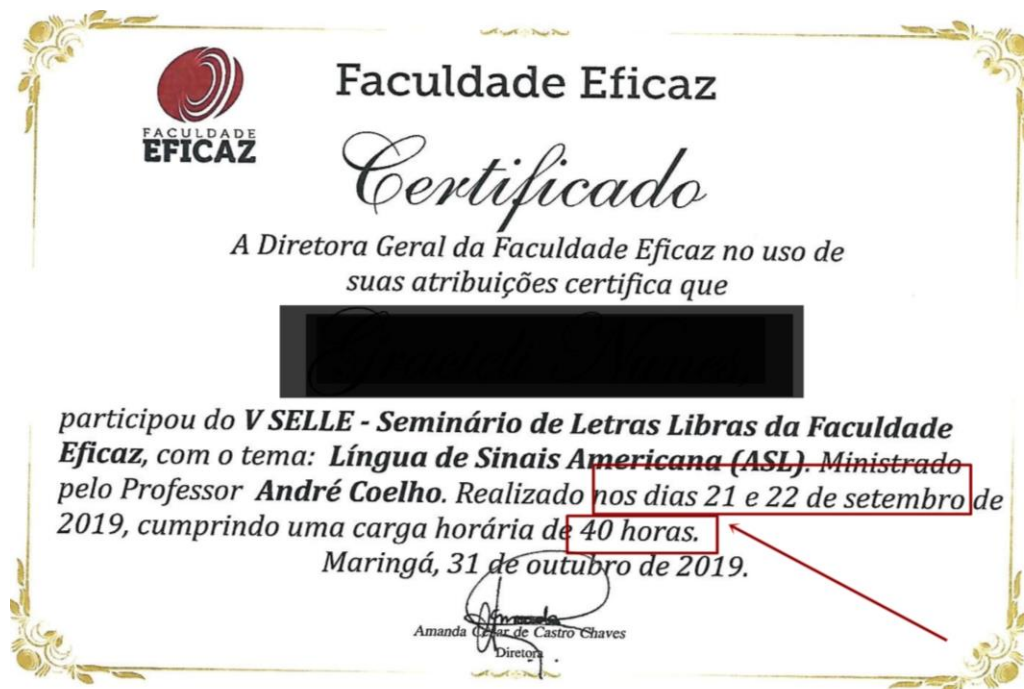 Faculdade Eficaz
FACULDADE
EFICAZ
Certificado
A Diretora Geral da Faculdade Eficaz no uso de
suas atribuições certifica que
participou do V SELLE - Seminário de Letras Libras da Faculdade
Eficaz, com o tema: Língua de Sinais Americana (ASL). Ministrado
pelo Professor André Coelho. Realizado nos dias 21 e 22 de setembro de
2019, cumprindo uma carga horária de 40 horas.
Maringá, 31 de outubro de 2019.
Amanda Cesar de Castro Chaves
Diretora